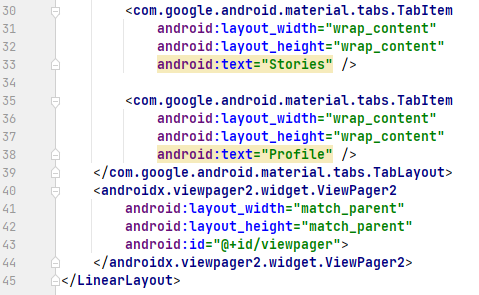 30 <com.google.android.material.tabs.TabItem
31 android:layout_width="wrap_content"
32 android:layout_height="wrap_content"
33 android:text="Stories" />
34
35 <com.google.android.material.tabs.TabItem
36 android:layout_width="wrap_content"
37 android:layout_height="wrap_content"
38 android:text="Profile" />
39 </com.google.android.material.tabs.TabLayout>
40 <androidx.viewpager2.widget.ViewPager2
41 android:layout_width="match_parent"
42 android:layout_height="match_parent"
43 android:id="@+id/viewpager">
44 </androidx.viewpager2.widget.ViewPager2>
45 </LinearLayout>